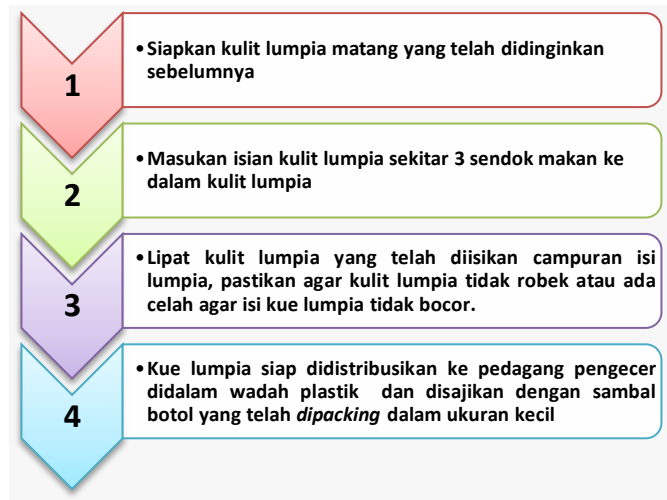 1
• Siapkan kulit lumpia matang yang telah didinginkan
sebelumnya
2
• Masukan isian kulit lumpia sekitar 3 sendok makan ke
dalam kulit lumpia
3
• Lipat kulit lumpia yang telah diisikan campuran isi
lumpia, pastikan agar kulit lumpia tidak robek atau ada
celah agar isi kue lumpia tidak bocor.
4
• Kue lumpia siap didistribusikan ke pedagang pengecer
didalam wadah plastik dan disajikan dengan sambal
botol yang telah dipacking dalam ukuran kecil